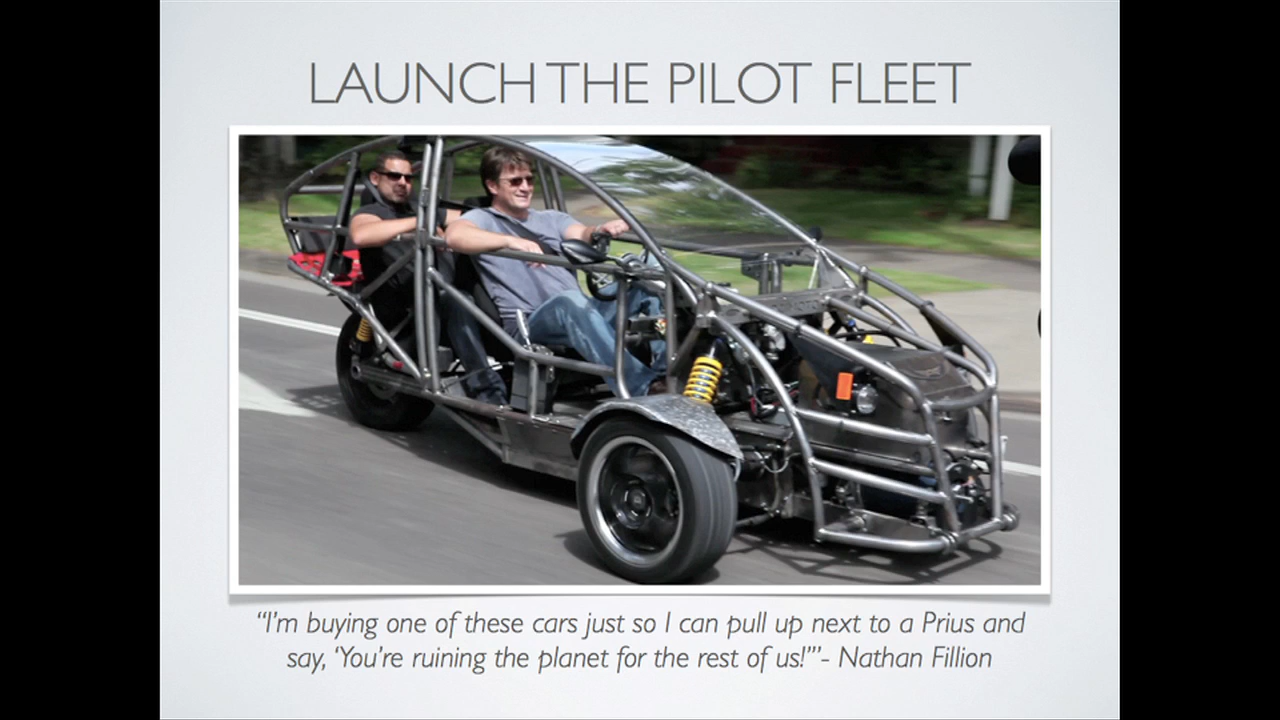 LAUNCH THE PILOT FLEET
“I’m buying one of these cars just so I can pull up next to a Prius and
say, ‘You’re ruining the planet for the rest of us!’”- Nathan Fillion